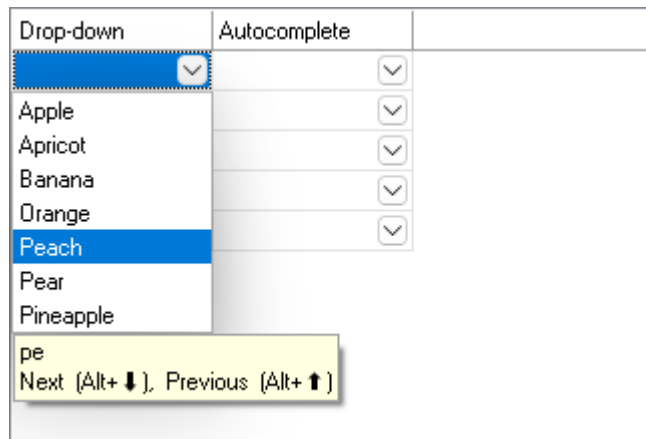 Drop-down Autocomplete
Apple
Apricot
Banana
Orange
Peach
Pear
Pineapple
pe
Next (Alt+⬇), Previous (Alt+⬆)